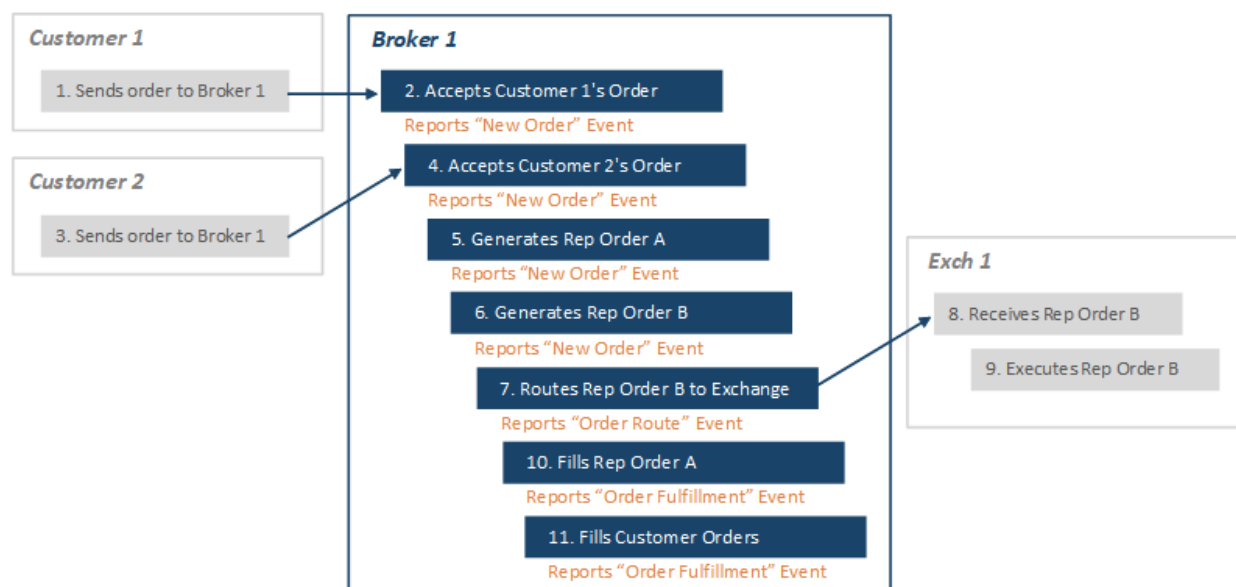 Customer 1
1. Sends order to Broker 1
Customer 2
3. Sends order to Broker 1
Broker 1
2. Accepts Customer 1's Order
Reports “New Order” Event
4. Accepts Customer 2's Order
Reports “New Order” Event
5. Generates Rep Order A
Reports “New Order” Event
6. Generates Rep Order B
Reports “New Order” Event
7. Routes Rep Order B to Exchange
Reports “Order Route” Event
10. Fills Rep Order A
Reports “Order Fulfillment” Event
11. Fills Customer Orders
Reports “Order Fulfillment” Event
Exch 1
8. Receives Rep Order B
9. Executes Rep Order B